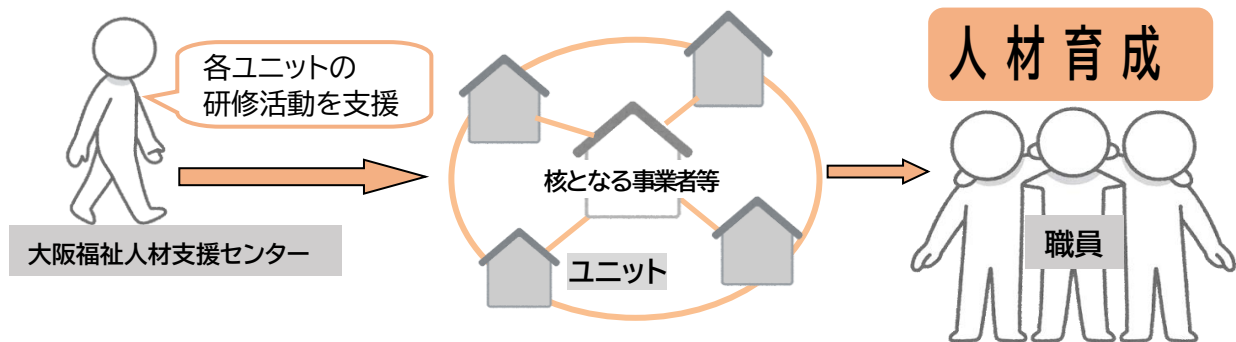 各ユニットの
研修活動を支援
大阪福祉人材支援センター
核となる事業者等
ユニット
人材育成
職員